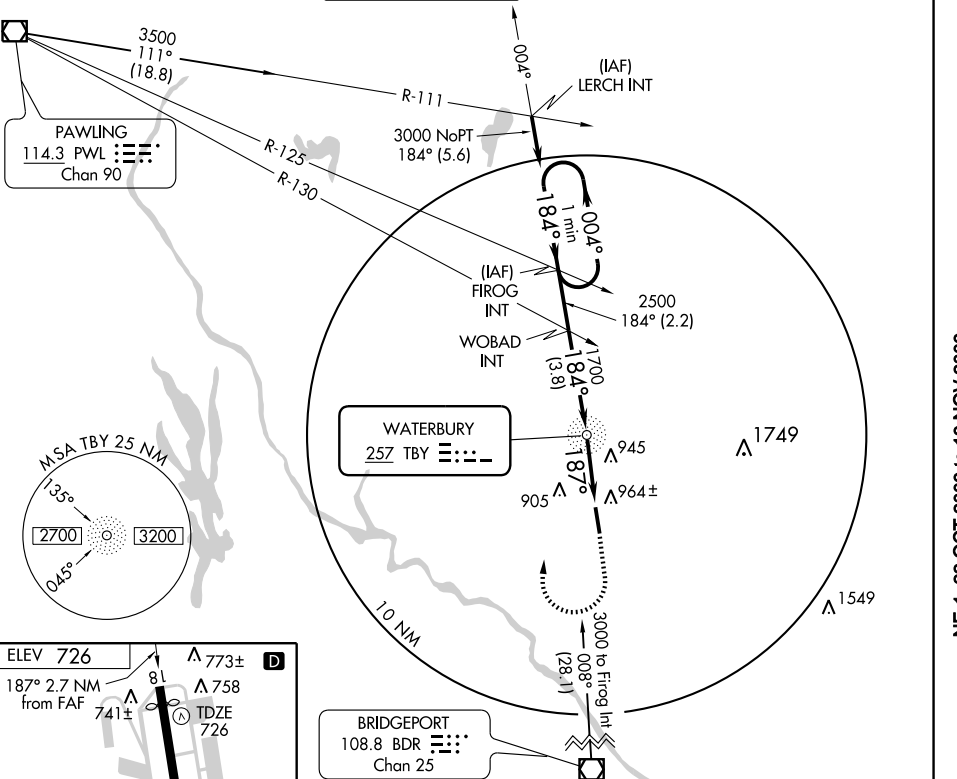 3500
111°
(18.8)
004°
(IAF)
LERCH INT
R-111
3000 NoPT
184° (5.6)
PAWLING
114.3 PWL
Chan 90
R-125
R-130
184°
1 min
004°
(IAF)
FIROG
INT
2500
184° (2.2)
WOBAD
INT
1700
184°
(3.8)
WATERBURY
257 TBY
187°
945
1749
905
964±
MSA TBY 25 NM
135°
2700
3200
045°
10 NM
1549
3000 to Firog Int
008°
(28.1)
ELEV 726
773±
D
187° 2.7 NM
from FAF
18
758
741±
A
TDZE
726
BRIDGEPORT
108.8 BDR
Chan 25